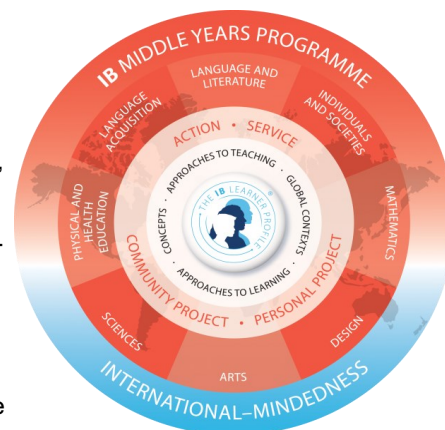 IB MIDDLE YEARS PROGRAMME
LANGUAGE AND
LITERATURE
LANGUAGE
ACQUISITION
INDIVIDUALS
AND SOCIETIES
PHYSICAL AND
HEALTH
EDUCATION
MATHEMATICS
SCIENCES
ARTS
DESIGN
ACTION • SERVICE
COMMUNITY PROJECT • PERSONAL PROJECT
APPROACHES TO TEACHING · GLOBAL CONTEXTS ·
CONCEPTS · APPROACHES TO LEARNING ·
THE IB LEARNER PROFILE
®
INTERNATIONAL–MINDEDNESS
,
.
e